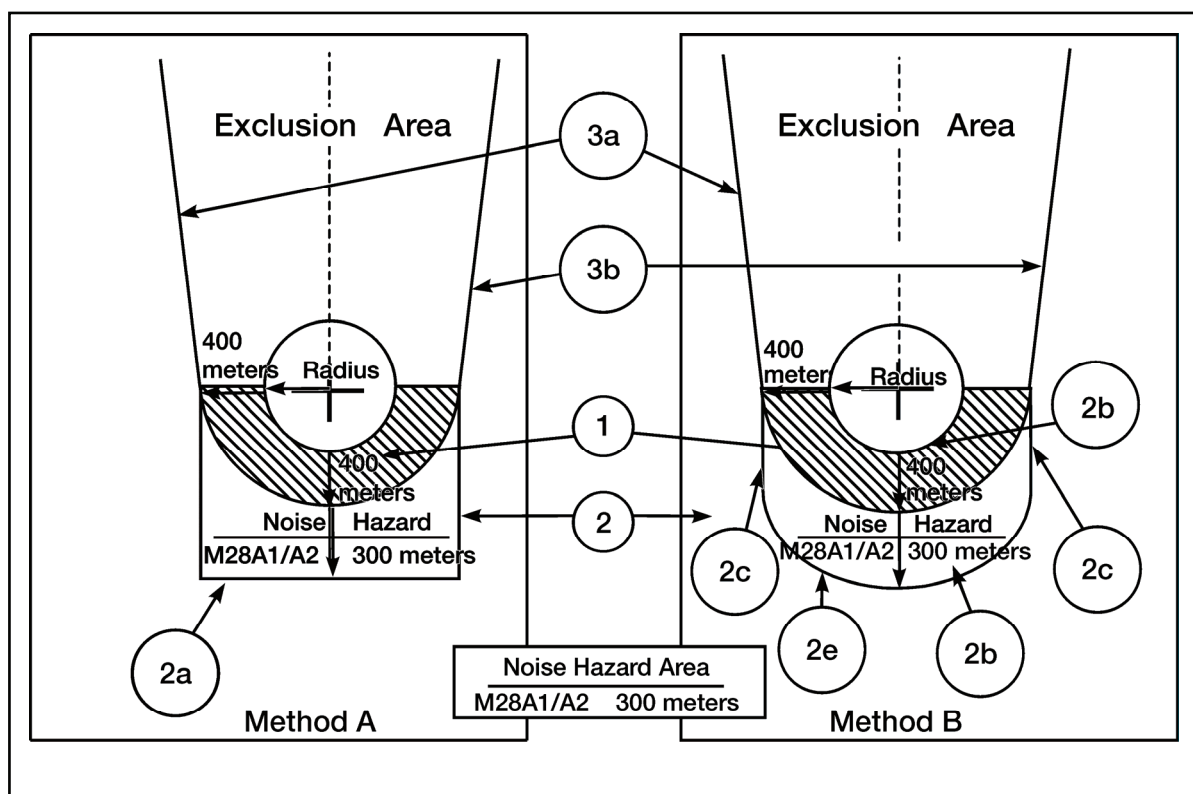 Exclusion Area
3a
Exclusion Area
3b
400
meters
Radius
400
meters
Radius
2b
1
400
meters
400
meters
Noise Hazard
M28A1/A2 300 meters
2
Noise Hazard
M28A1/A2 300 meters
2c
2c
2a
2e
2b
Noise Hazard Area
M28A1/A2 300 meters
Method A
Method B